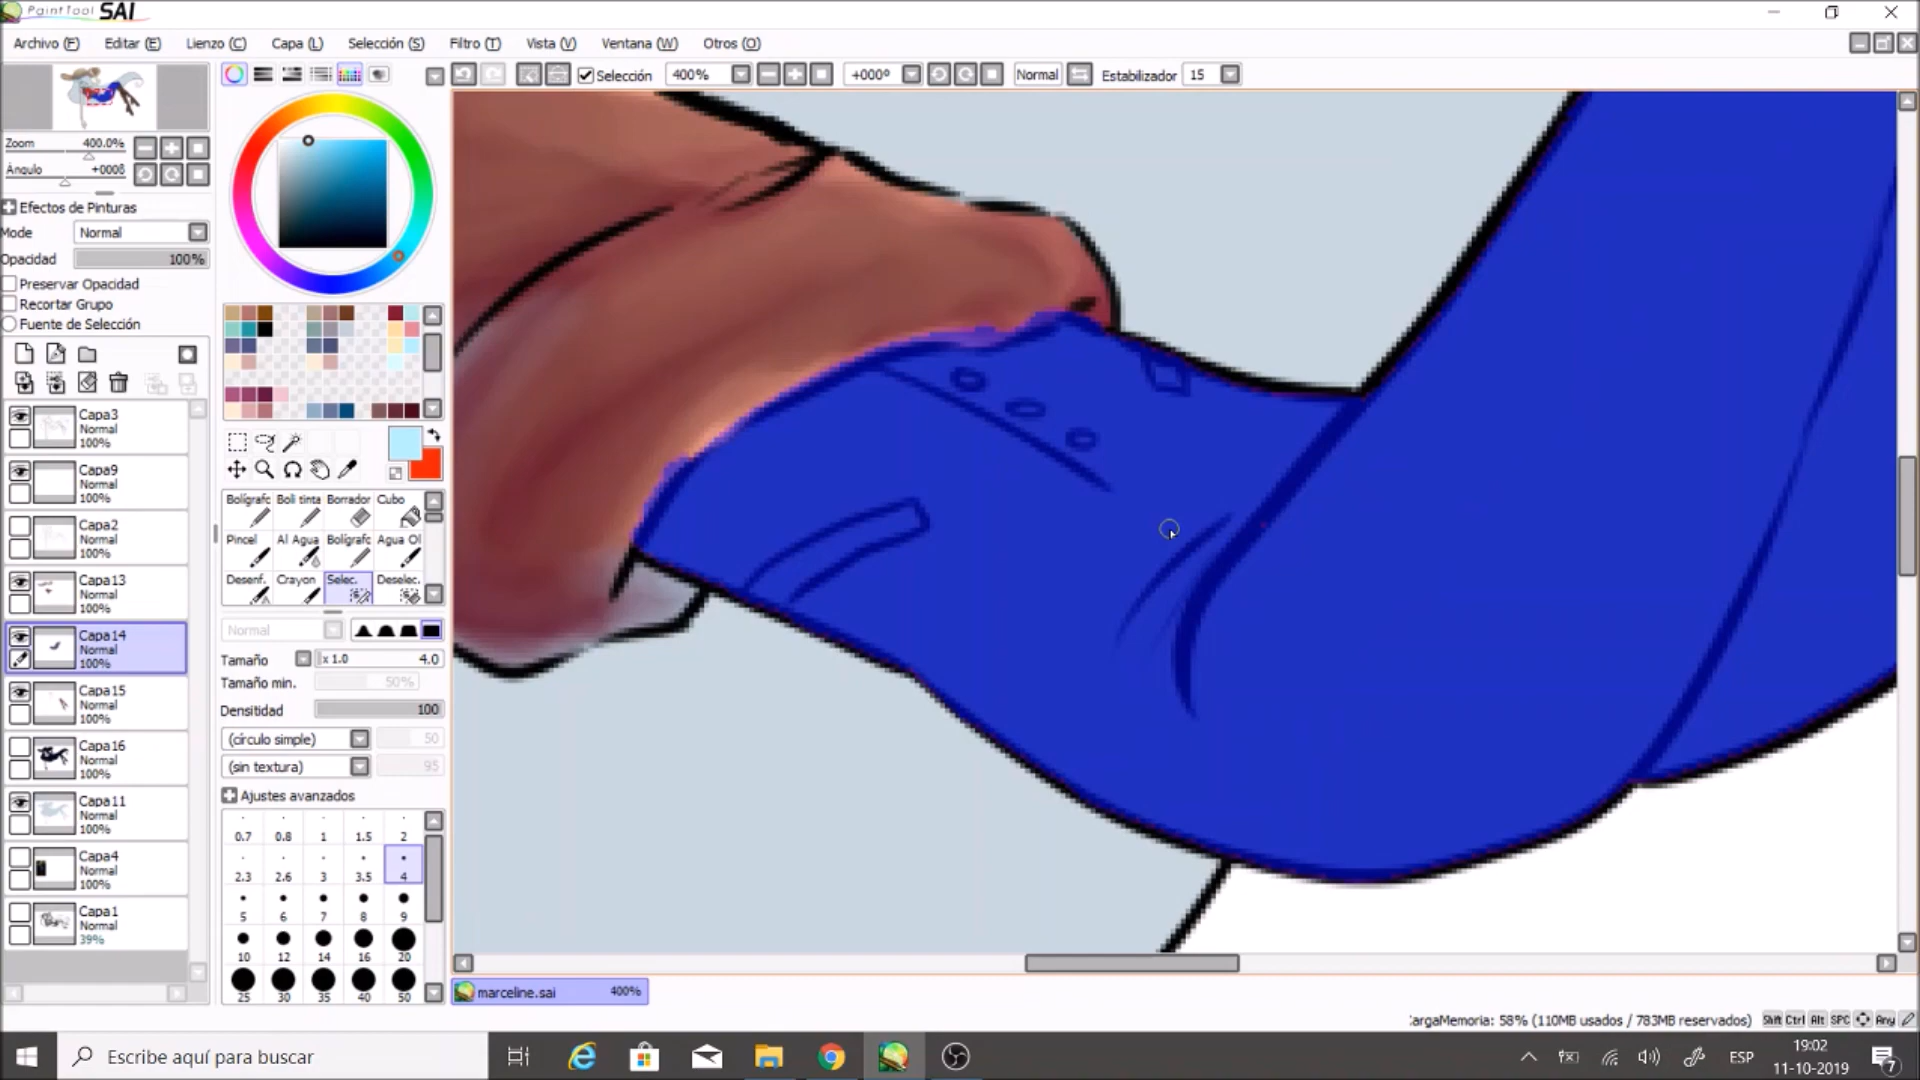 PaintTool SAI
Archivo (F) Editar (E) Lienzo (C) Capa (L) Selección (S) Filtro (T) Vista (V) Ventana (W) Otros (O)
Selección 400% +000º Normal Estabilizador 15
Zoom 400.0%
Ángulo +000ß
Efectos de Pinturas
Mode Normal
Opacidad 100%
Preservar Opacidad
Recortar Grupo
Fuente de Selección
Capa3
Normal
100%
Capa9
Normal
100%
Capa2
Normal
100%
Capa13
Normal
100%
Capa14
Normal
100%
Capa15
Normal
100%
Capa16
Normal
100%
Capa11
Normal
100%
Capa4
Normal
100%
Capa1
Normal
39%
Bolígrafc Boli tinta Borrador Cubo
Pincel Al Agua Bolígrafc Agua Ol
Desenf. Crayon Selec. Deselec.
Normal
Tamaño x 1.0 4.0
Tamaño min. 50%
Densitidad 100
(círculo simple) 50
(sin textura) 95
Ajustes avanzados
0.7 0.8 1 1.5 2
2.3 2.6 3 3.5 4
5 6 7 8 9
10 12 14 16 20
25 30 35 40 50
marceline.sai 400%
argaMemoria: 58% (110MB usados / 783MB reservados) Shift Ctrl Alt SPC Any
Escribe aquí para buscar
ESP
19:02
11-10-2019
7